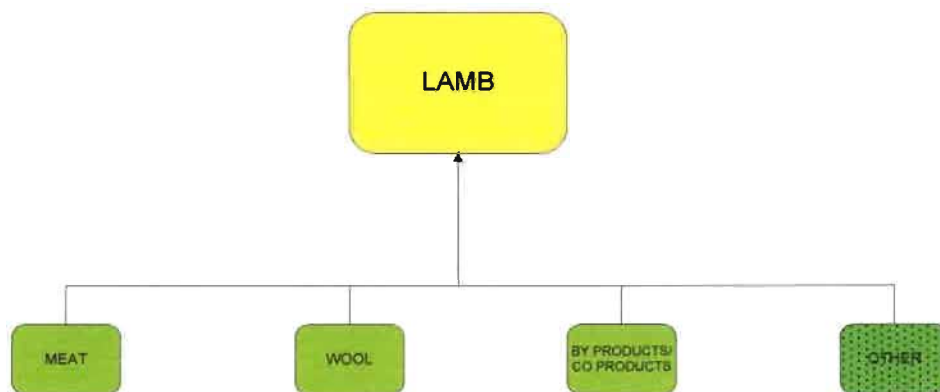 LAMB
MEAT
WOOL
BY PRODUCTS/
CO PRODUCTS
OTHER